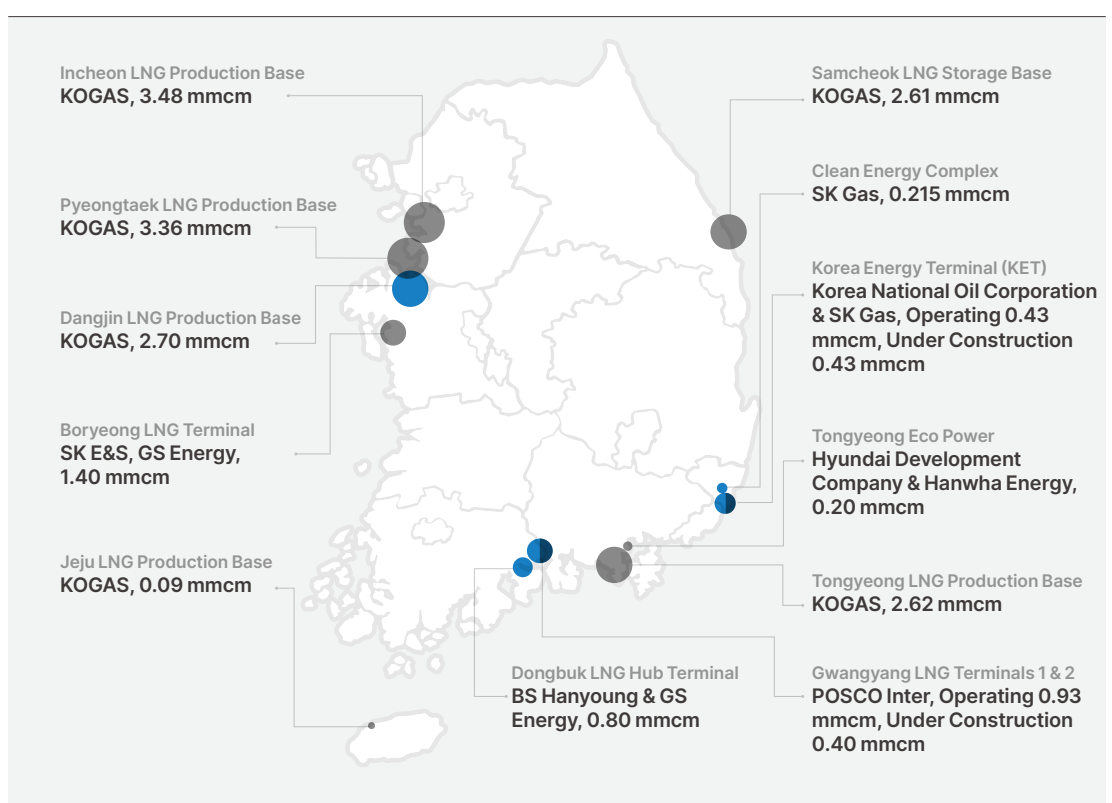 Incheon LNG Production Base
KOGAS, 3.48 mmcm
Pyeongtaek LNG Production Base
KOGAS, 3.36 mmcm
Dangjin LNG Production Base
KOGAS, 2.70 mmcm
Boryeong LNG Terminal
SK E&S, GS Energy,
1.40 mmcm
Jeju LNG Production Base
KOGAS, 0.09 mmcm
Samcheok LNG Storage Base
KOGAS, 2.61 mmcm
Clean Energy Complex
SK Gas, 0.215 mmcm
Korea Energy Terminal (KET)
Korea National Oil Corporation
& SK Gas, Operating 0.43
mmcm, Under Construction
0.43 mmcm
Tongyeong Eco Power
Hyundai Development
Company & Hanwha Energy,
0.20 mmcm
Tongyeong LNG Production Base
KOGAS, 2.62 mmcm
Dongbuk LNG Hub Terminal
BS Hanyoung & GS
Energy, 0.80 mmcm
Gwangyang LNG Terminals 1 & 2
POSCO Inter, Operating 0.93
mmcm, Under Construction
0.40 mmcm